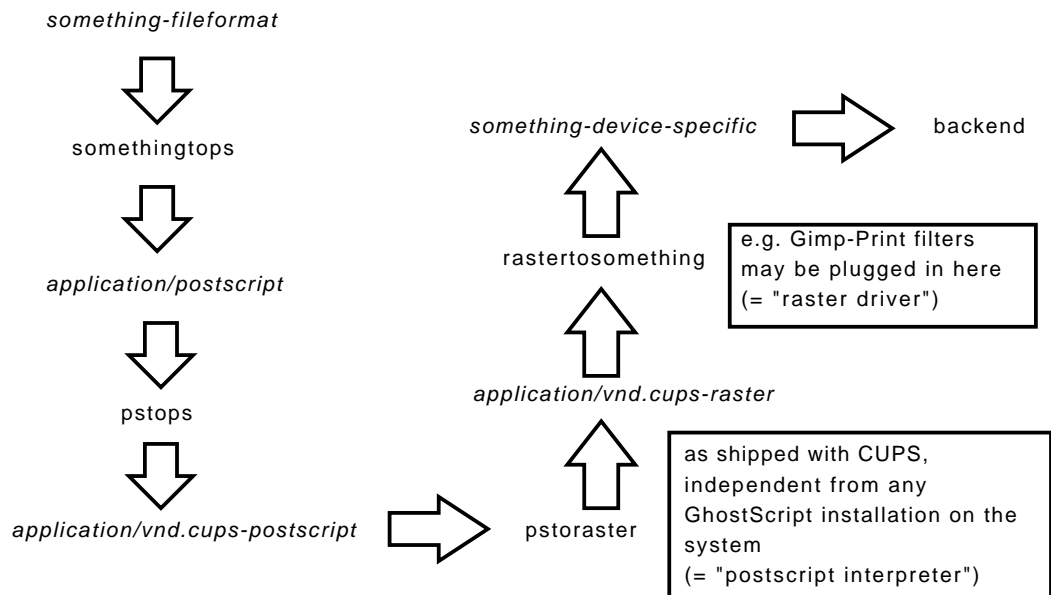 something-fileformat
somethingtops
application/postscript
pstops
application/vnd.cups-postscript
pstoraster
as shipped with CUPS,
independent from any
GhostScript installation on the
system
(= "postscript interpreter")
application/vnd.cups-raster
rastertosomething
e.g. Gimp-Print filters
may be plugged in here
(= "raster driver")
something-device-specific
backend